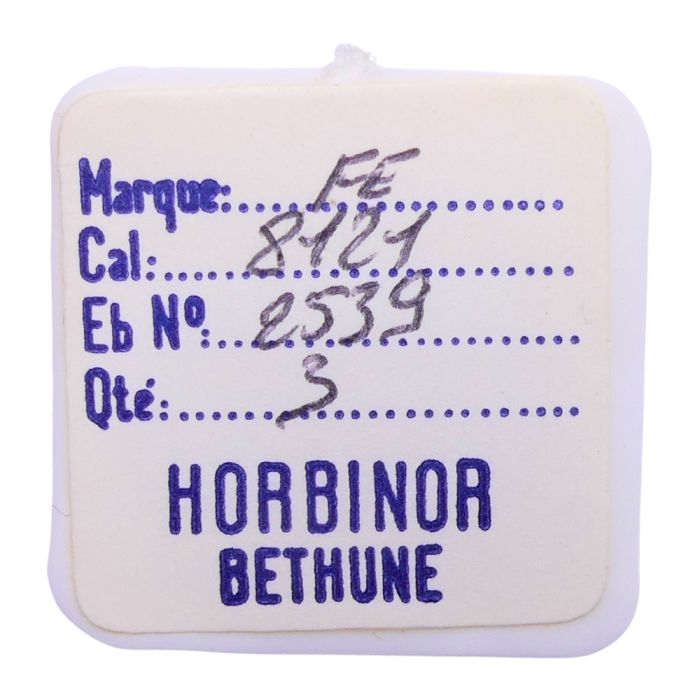 Marque: FE
Cal: 8121
Eb Nº: 2539
Qté: 3
HORBINOR
BETHUNE